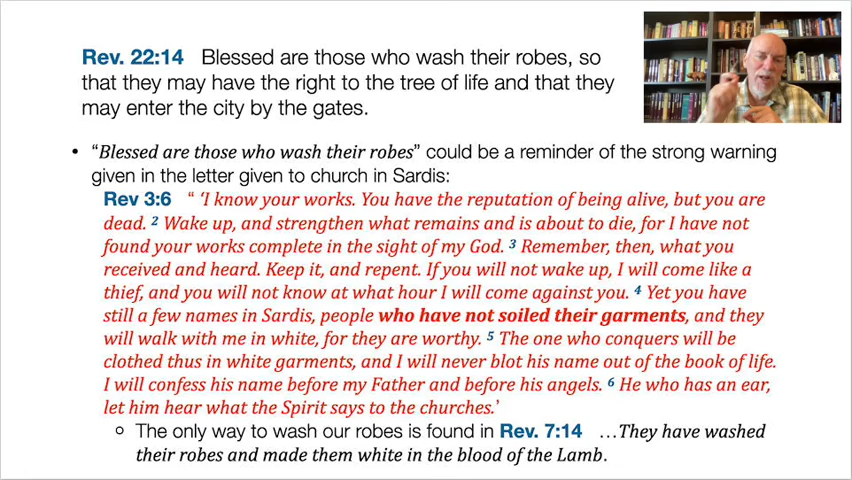 Rev. 22:14 Blessed are those who wash their robes, so
that they may have the right to the tree of life and that they
may enter the city by the gates.
• “Blessed are those who wash their robes” could be a reminder of the strong warning
given in the letter given to church in Sardis:
Rev 3:6 “ ‘I know your works. You have the reputation of being alive, but you are
dead. 2 Wake up, and strengthen what remains and is about to die, for I have not
found your works complete in the sight of my God. 3 Remember, then, what you
received and heard. Keep it, and repent. If you will not wake up, I will come like a
thief, and you will not know at what hour I will come against you. 4 Yet you have
still a few names in Sardis, people who have not soiled their garments, and they
will walk with me in white, for they are worthy. 5 The one who conquers will be
clothed thus in white garments, and I will never blot his name out of the book of life.
I will confess his name before my Father and before his angels. 6 He who has an ear,
let him hear what the Spirit says to the churches.’
○ The only way to wash our robes is found in Rev. 7:14 …They have washed
their robes and made them white in the blood of the Lamb.